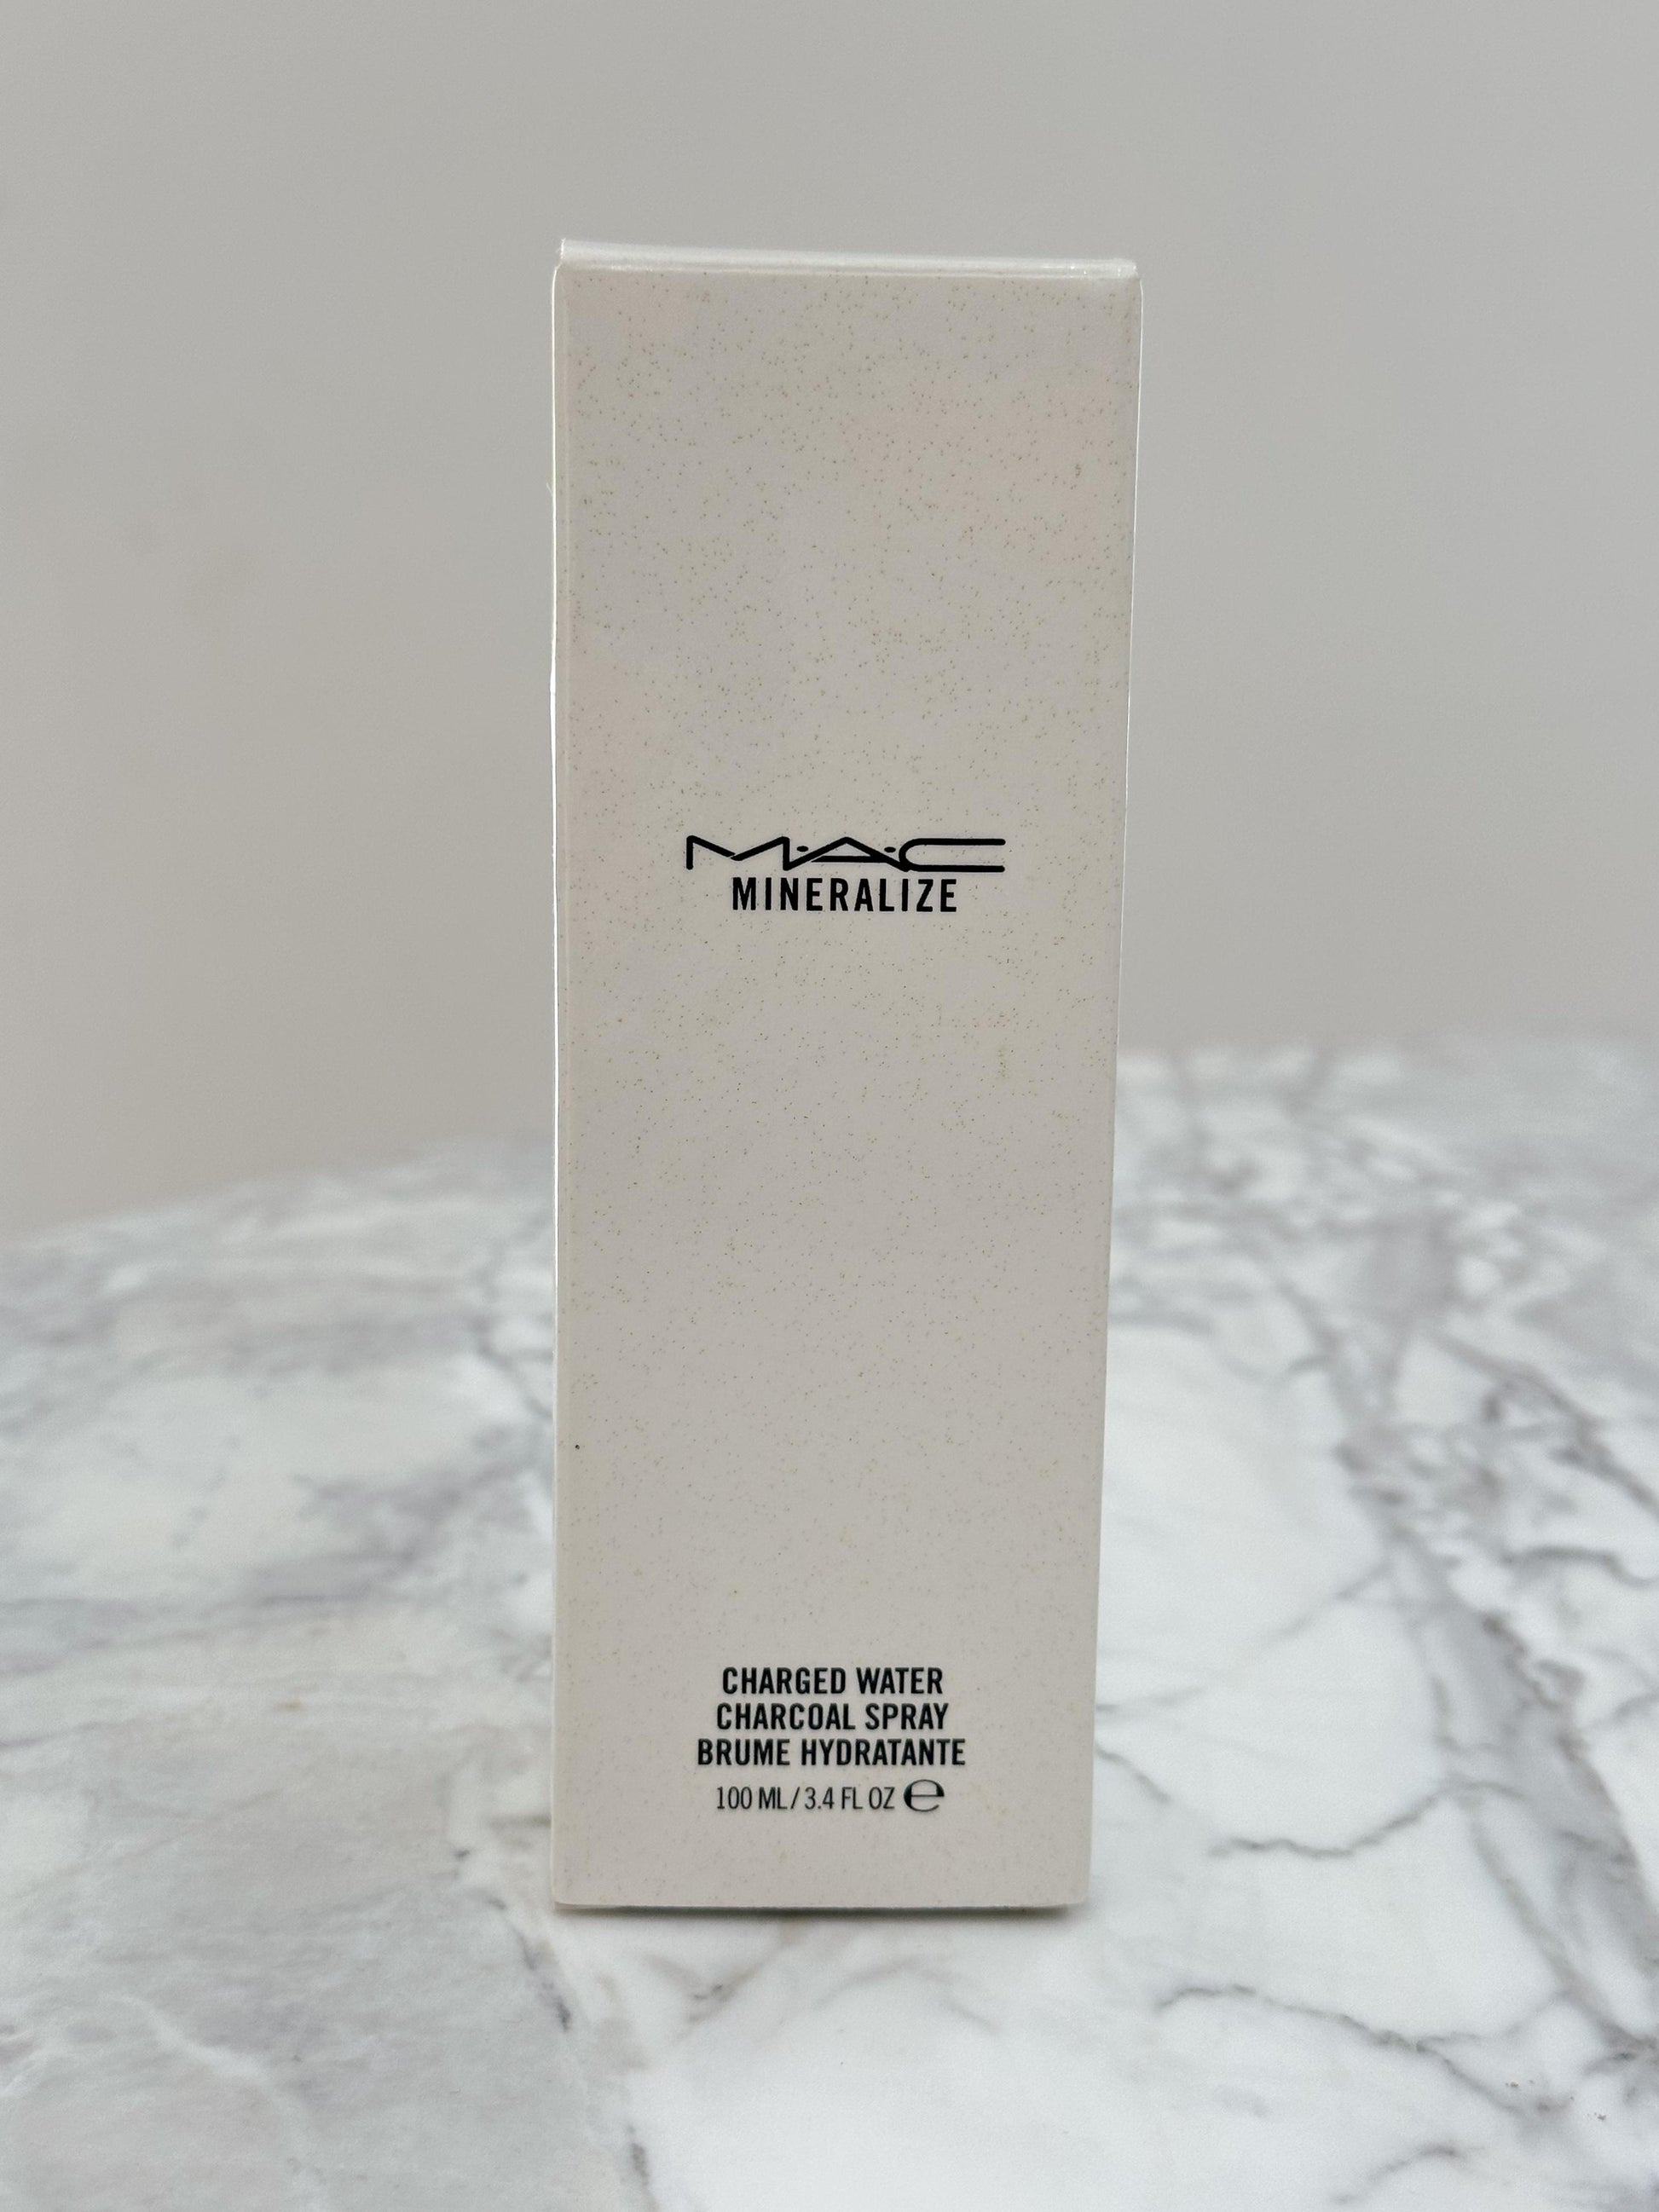 M·A·C
MINERALIZE
CHARGED WATER
CHARCOAL SPRAY
BRUME HYDRATANTE
100 ML / 3.4 FL OZ ℮